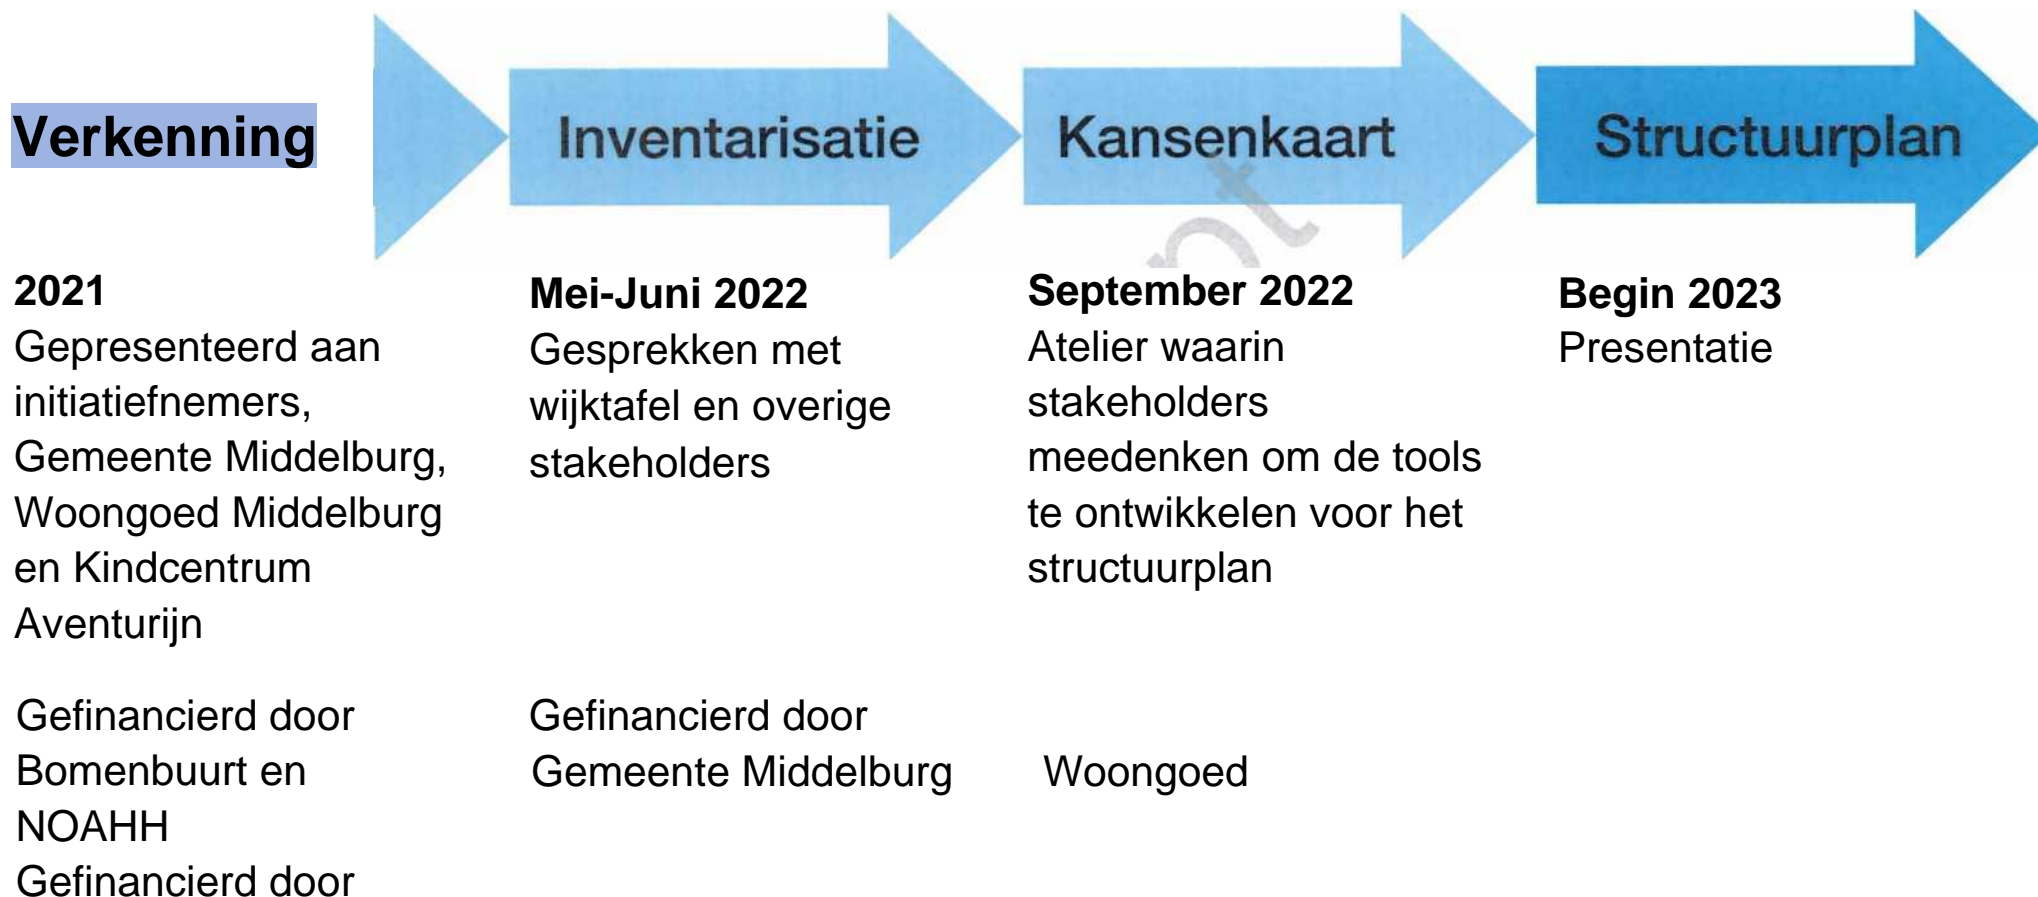 Verkenning
Inventarisatie
Kansenkaart
Structuurplan
2021
Gepresenteerd aan
initiatiefnemers,
Gemeente Middelburg,
Woongoed Middelburg
en Kindcentrum
Aventurijn
Gefinancierd door
Bomenbuurt en
NOAHH
Gefinancierd door
Mei-Juni 2022
Gesprekken met
wijktafel en overige
stakeholders
Gefinancierd door
Gemeente Middelburg
September 2022
Atelier waarin
stakeholders
meedenken om de tools
te ontwikkelen voor het
structuurplan
Woongoed
Begin 2023
Presentatie